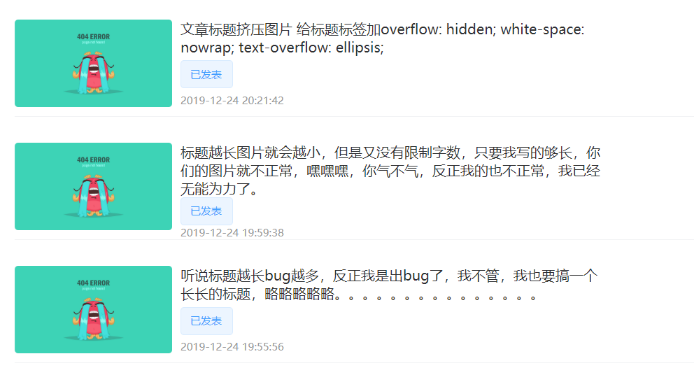 404 ERROR
文章标题挤压图片 给标题标签加overflow: hidden; white-space:
nowrap; text-overflow: ellipsis;
已发表
2019-12-24 20:21:42
404 ERROR
标题越长图片就会越小，但是又没有限制字数，只要我写的够长，你
们的图片就不正常，嘿嘿嘿，你气不气，反正我的也不正常，我已经
无能为力了。
已发表
2019-12-24 19:59:38
404 ERROR
听说标题越长bug越多，反正我是出bug了，我不管，我也要搞一个
长长的标题，略略略略略。。。。。。。。。。。。。。。
已发表
2019-12-24 19:55:56